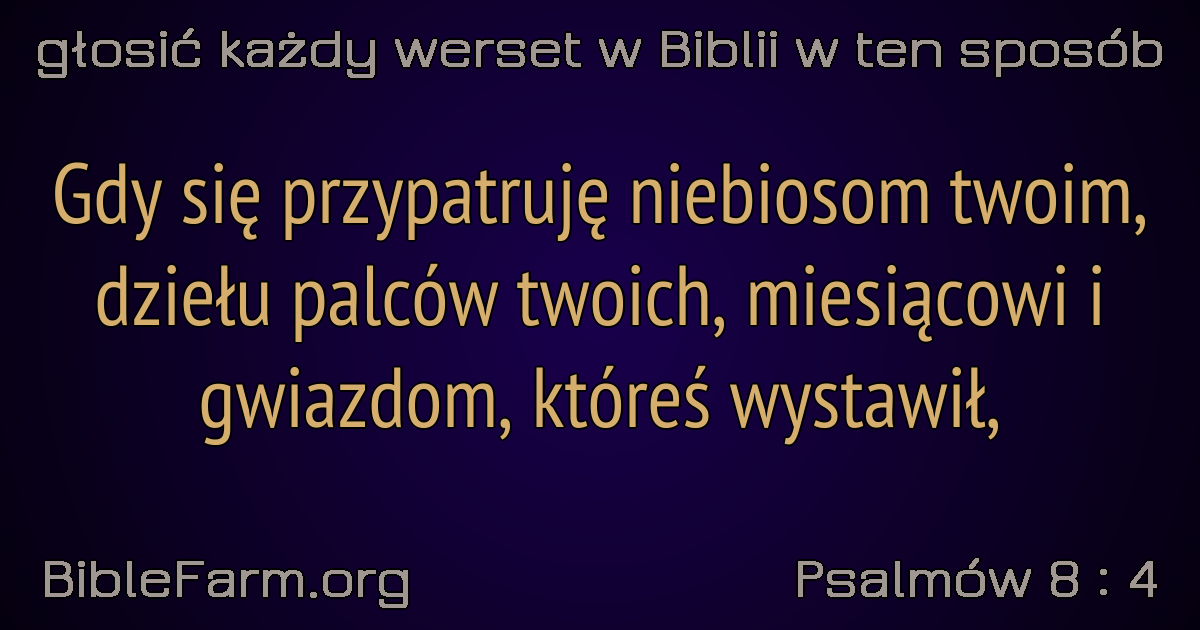 głosić każdy werset w Biblii w ten sposób
Gdy się przypatruję niebiosom twoim,
dziełu palców twoich, miesiącowi i
gwiazdom, któreś wystawił,
BibleFarm.org
Psalmów 8 : 4